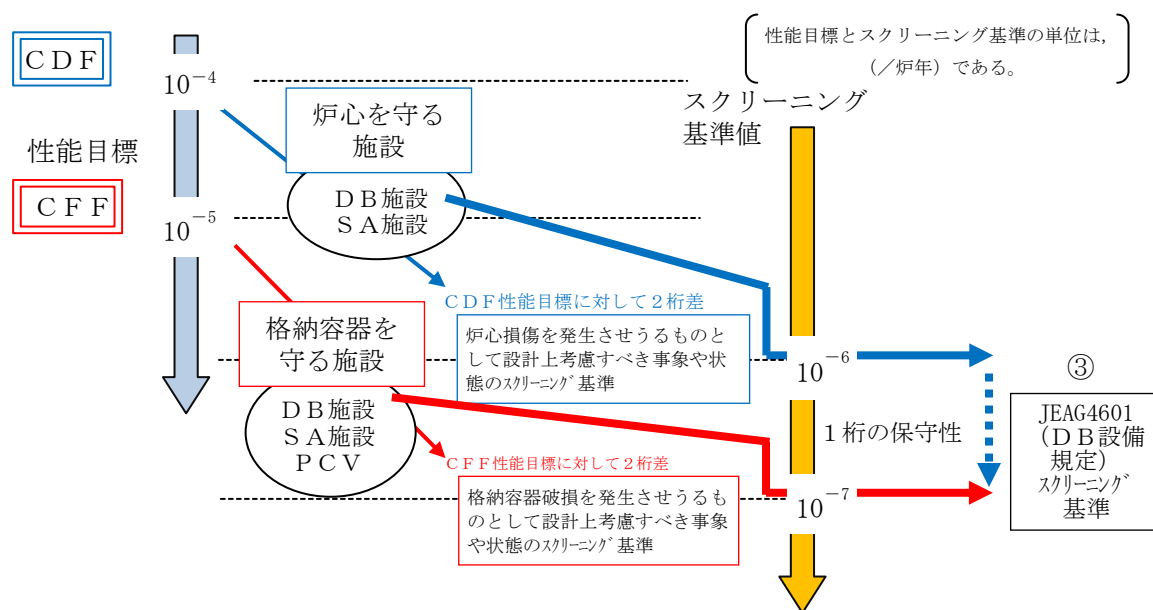 ＣＤＦ
10⁻⁴
性能目標
ＣＦＦ
10⁻⁵
性能目標とスクリーニング基準の単位は，
（／炉年）である。
スクリーニング
基準値
炉心を守る
施設
ＤＢ施設
ＳＡ施設
ＣＤＦ性能目標に対して２桁差
炉心損傷を発生させうるものと
して設計上考慮すべき事象や状
態のｽｸﾘｰﾆﾝｸﾞ基準
格納容器を
守る施設
ＤＢ施設
ＳＡ施設
ＰＣＶ
ＣＦＦ性能目標に対して２桁差
格納容器破損を発生させうるも
のとして設計上考慮すべき事象
や状態のｽｸﾘｰﾆﾝｸﾞ基準
10⁻⁶
１桁の保守性
10⁻⁷
③
JEAG4601
（ＤＢ設備
規定）
ｽｸﾘｰﾆﾝｸﾞ
基準